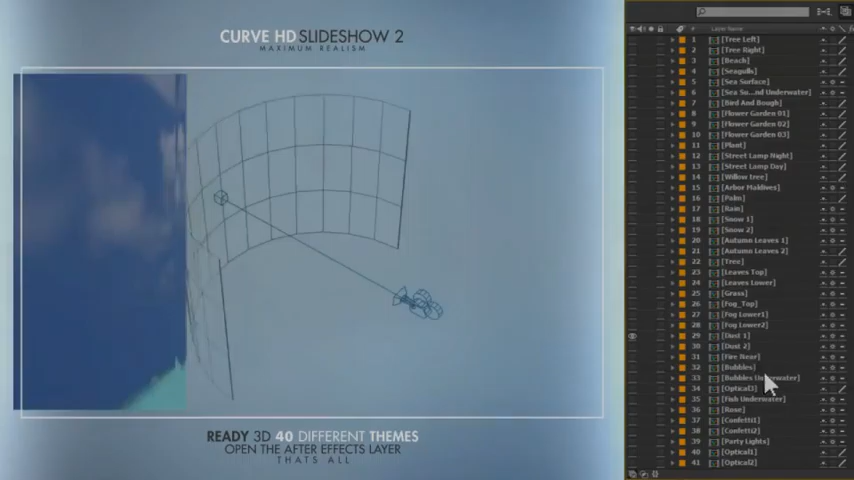 CURVE HD SLIDESHOW 2
MAXIMUM REALISM
READY 3D 40 DIFFERENT THEMES
OPEN THE AFTER EFFECTS LAYER
THATS ALL
# Layer Name
1 [Tree Left]
2 [Tree Right]
3 [Beach]
4 [Seagulls]
5 [Sea Surface]
6 [Sea Su...nd Underwater]
7 [Bird And Bough]
8 [Flower Garden 01]
9 [Flower Garden 02]
10 [Flower Garden 03]
11 [Plant]
12 [Street Lamp Night]
13 [Street Lamp Day]
14 [Willow tree]
15 [Arbor Maldives]
16 [Palm]
17 [Rain]
18 [Snow 1]
19 [Snow 2]
20 [Autumn Leaves 1]
21 [Autumn Leaves 2]
22 [Tree]
23 [Leaves Top]
24 [Leaves Lower]
25 [Grass]
26 [Fog_Top]
27 [Fog Lower1]
28 [Fog Lower2]
29 [Dust 1]
30 [Dust 2]
31 [Fire Near]
32 [Bubbles]
33 [Bubbles Underwater]
34 [Optical3]
35 [Fish Underwater]
36 [Rose]
37 [Confetti1]
38 [Confetti2]
39 [Party Lights]
40 [Optical1]
41 [Optical2]